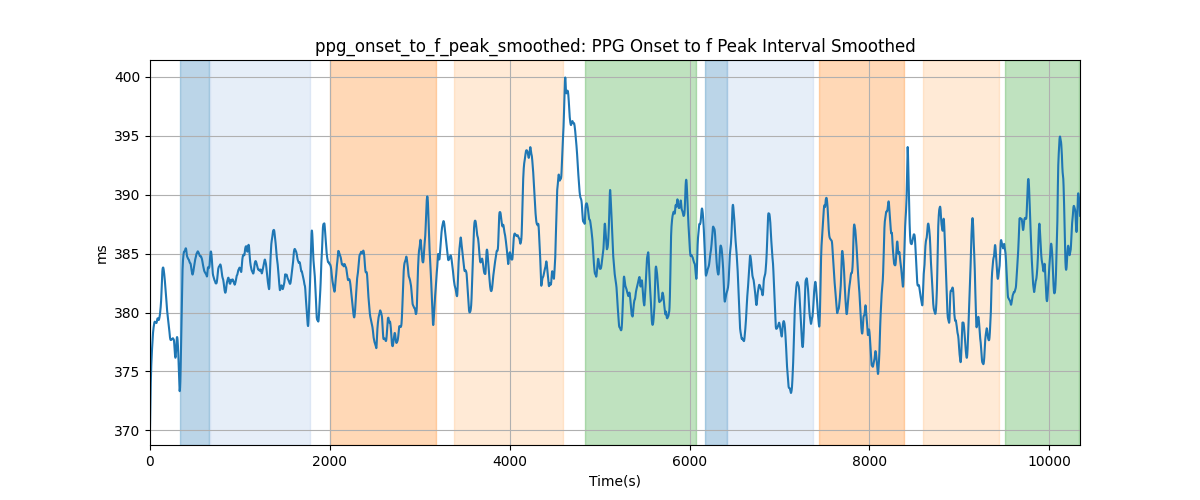 ppg_onset_to_f_peak_smoothed: PPG Onset to f Peak Interval Smoothed
400
395
390
385
380
375
370
ms
0 2000 4000 6000 8000 10000
Time(s)